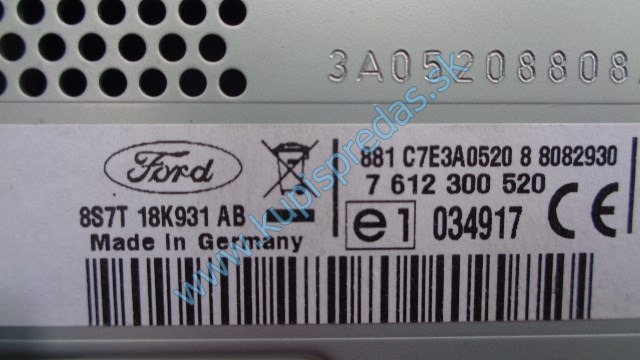 3A05208808
Ford
881 C7E3A0520 8 8082930
7 612 300 520
8S7T 18K931 AB
e1 034917 CE
Made in Germany
www.kupispredas.sk